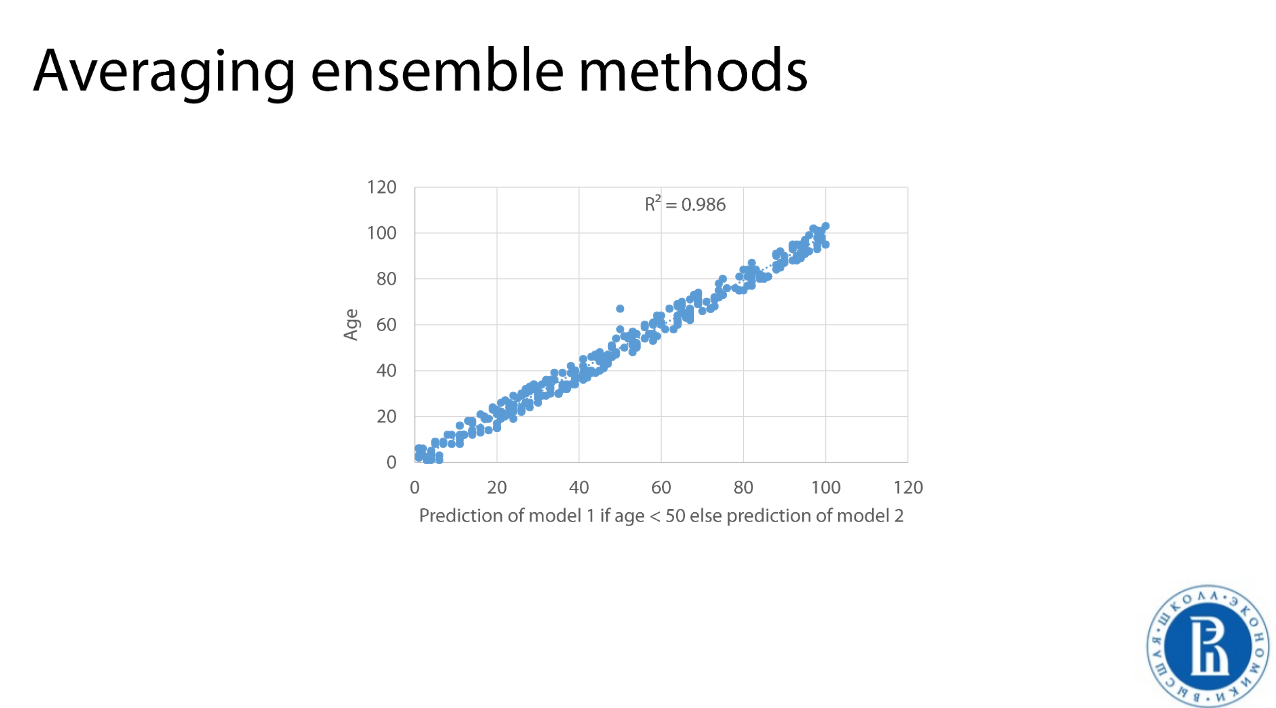 Averaging ensemble methods
120
R² = 0.986
100
80
60
40
20
0
Age
0 20 40 60 80 100 120
Prediction of model 1 if age < 50 else prediction of model 2
ВЫСШАЯ · ШКОЛА · ЭКОНОМИКИ ·